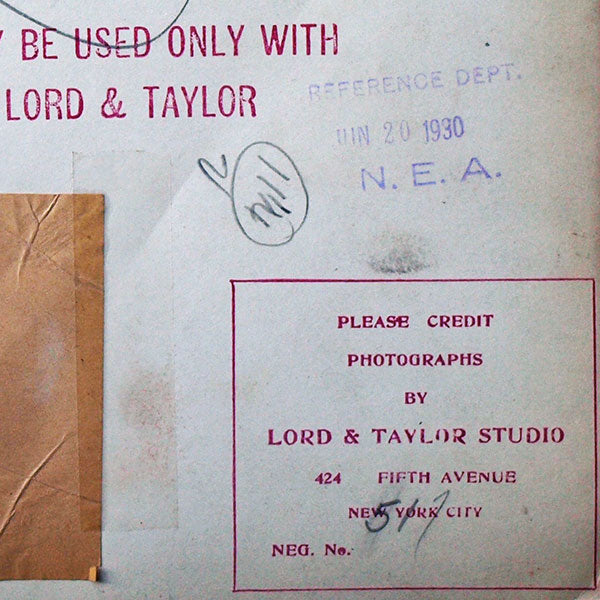 BE USED ONLY WITH
LORD & TAYLOR
REFERENCE DEPT.
JUN 20 1930
N. E. A.
PLEASE CREDIT
PHOTOGRAPHS
BY
LORD & TAYLOR STUDIO
424 FIFTH AVENUE
NEW YORK CITY
517
NEG. No.